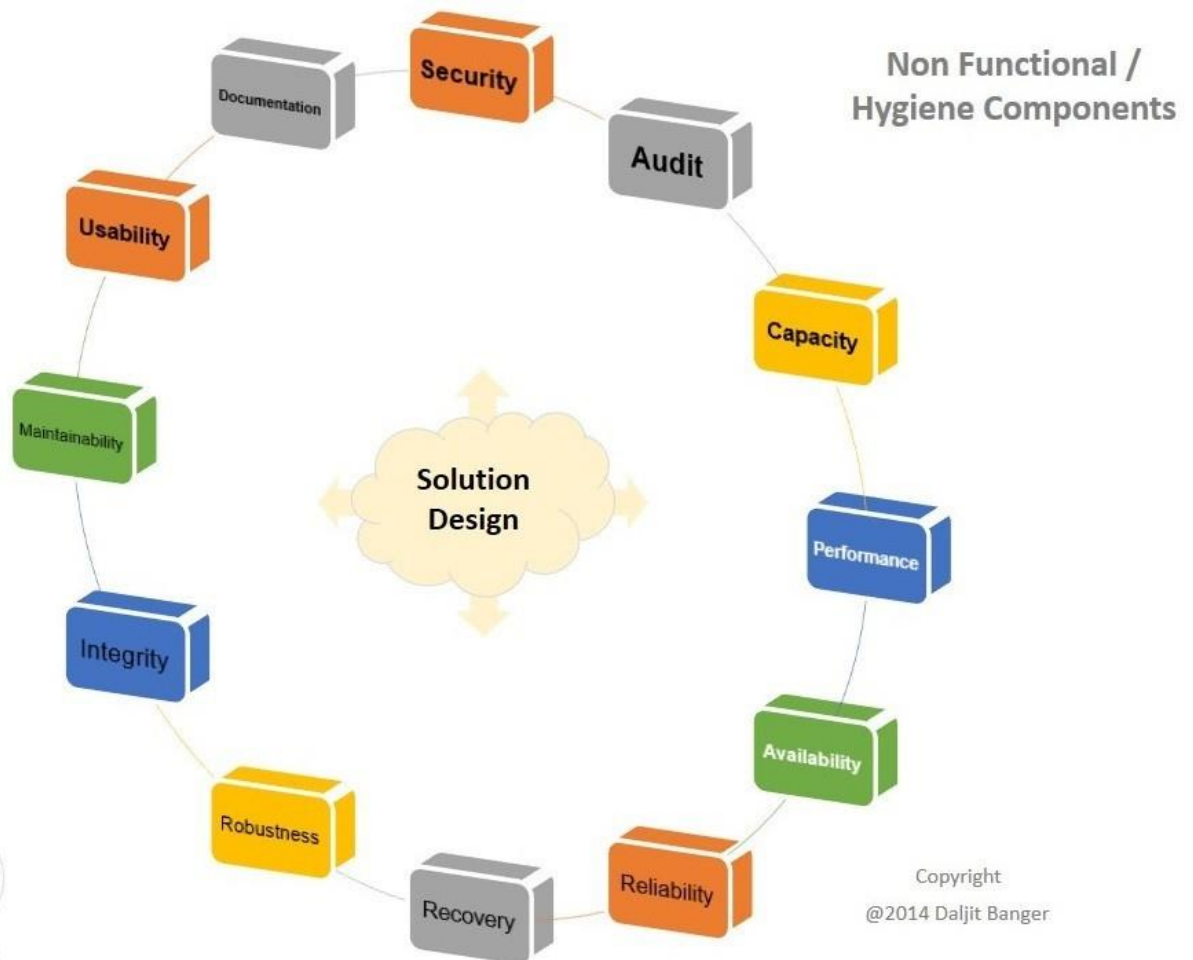 Non Functional /
Hygiene Components
Security
Audit
Capacity
Performance
Availability
Reliability
Recovery
Robustness
Integrity
Maintainability
Usability
Documentation
Solution
Design
Copyright
@2014 Daljit Banger